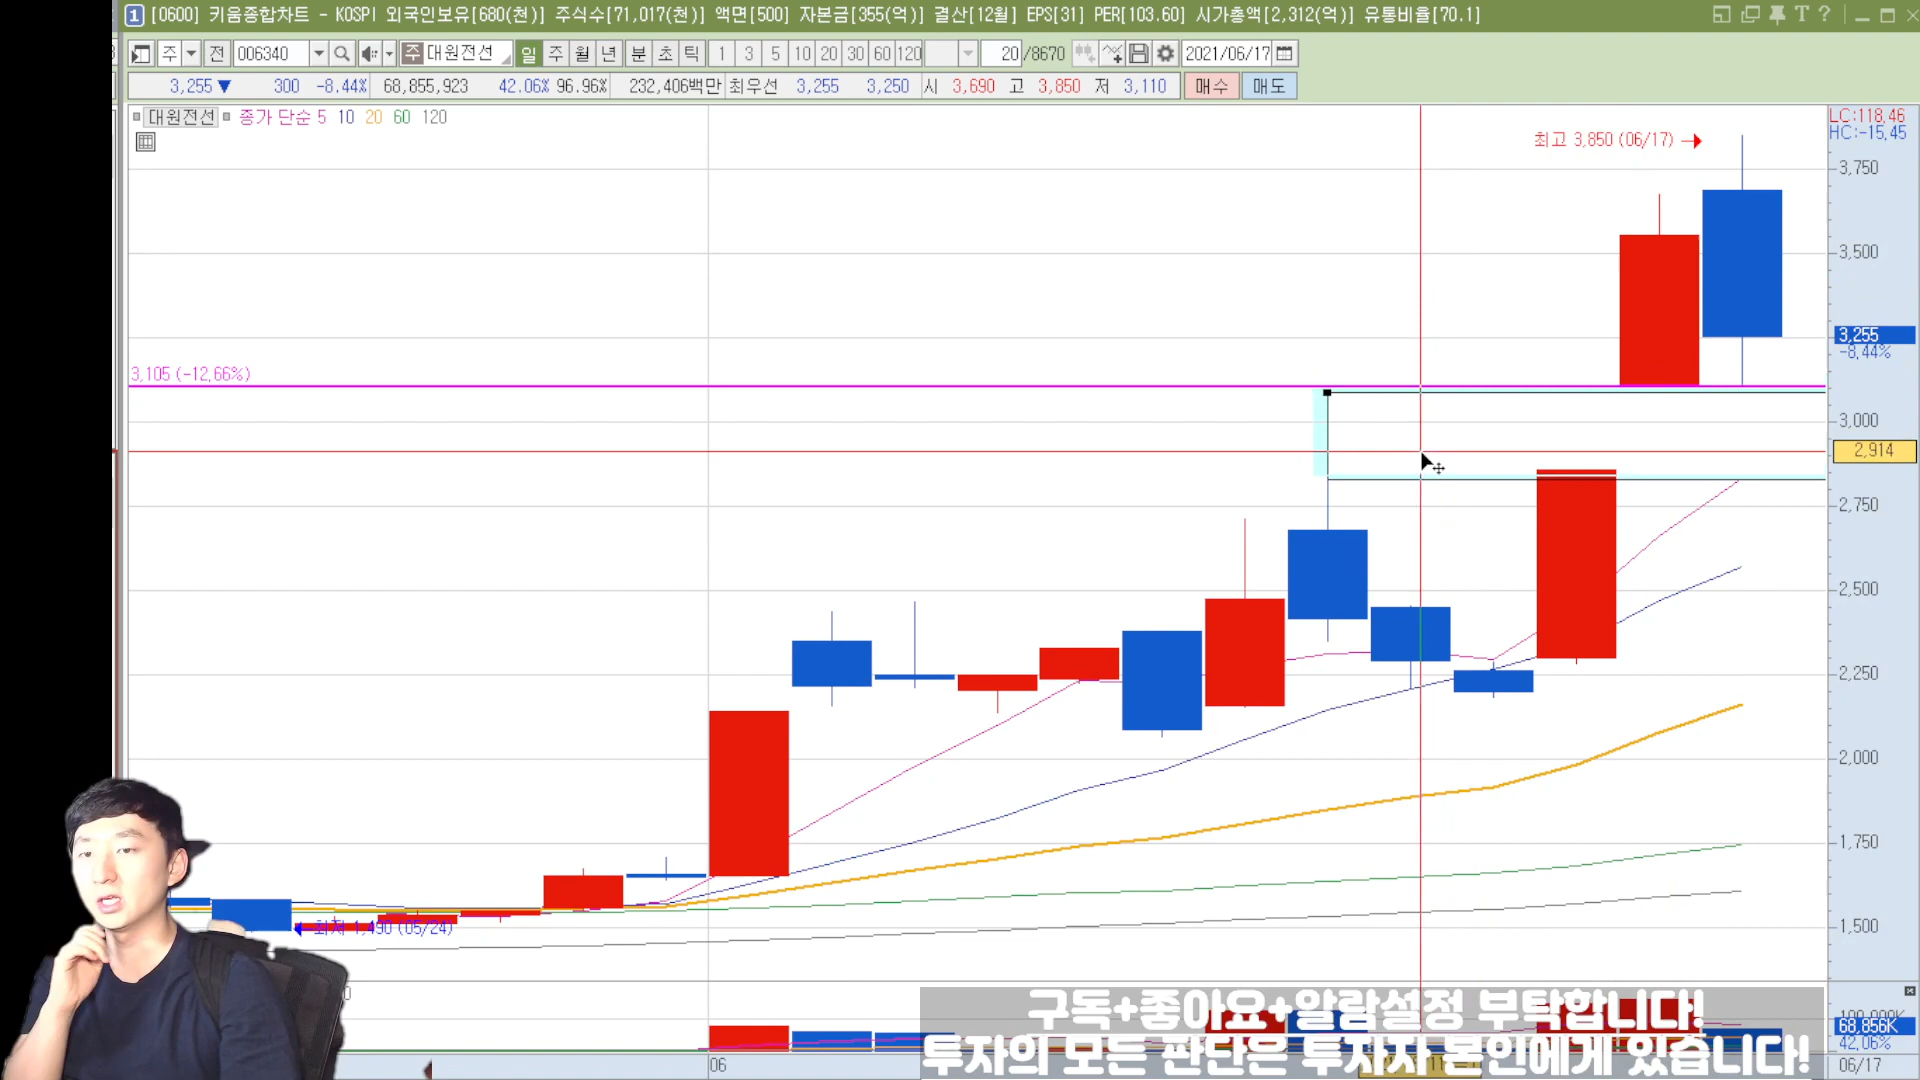 1 [0600] 키움종합차트 - KOSPI 외국인보유[680(천)] 주식수[71,017(천)] 액면[500] 자본금[355(억)] 결산[12월] EPS[31] PER[103.60] 시가총액[2,312(억)] 유통비율[70.1]
주 전 006340 주 대원전선 일 주 월 년 분 초 틱 1 3 5 10 20 30 60 120 20 /8670 2021/06/17
3,255 ▼ 300 -8.44% 68,855,923 42.06% 96.96% 232,406백만 최우선 3,255 3,250 시 3,690 고 3,850 저 3,110 매수 매도
대원전선 종가 단순 5 10 20 60 120
LC:118.46
HC:-15.45
최고 3,850 (06/17) →
3,750
3,500
3,255
-8.44%
3,105 (-12.66%)
3,000
2,914
2,750
2,500
2,250
2,000
1,750
최저 1,490 (05/24)
1,500
구독+좋아요+알람설정 부탁합니다!
68,856K
42.06%
투자의 모든 판단은 투자자 본인에게 있습니다!
06
06/17